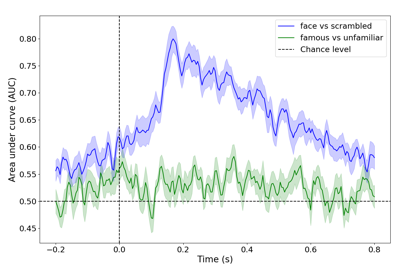 face vs scrambled
famous vs unfamiliar
Chance level
Area under curve (AUC)
0.80
0.75
0.70
0.65
0.60
0.55
0.50
0.45
−0.2
0.0
0.2
0.4
0.6
0.8
Time (s)